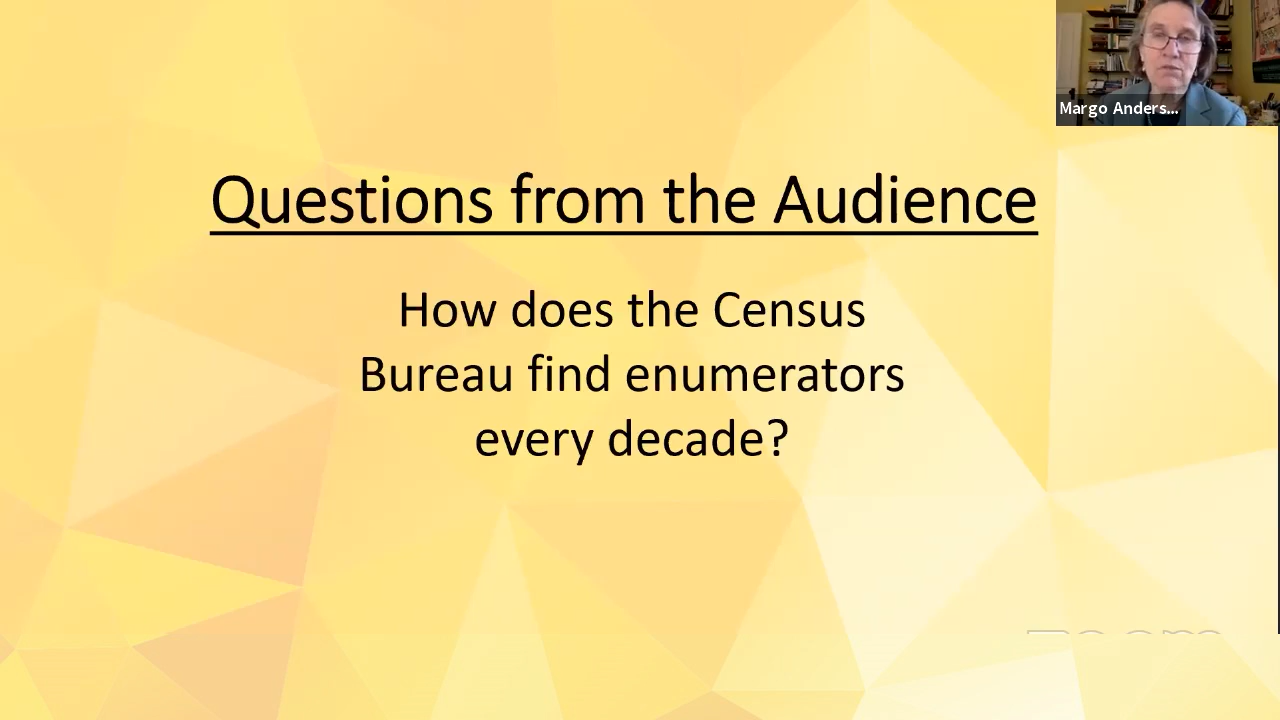 Margo Anders...
Questions from the Audience
How does the Census
Bureau find enumerators
every decade?